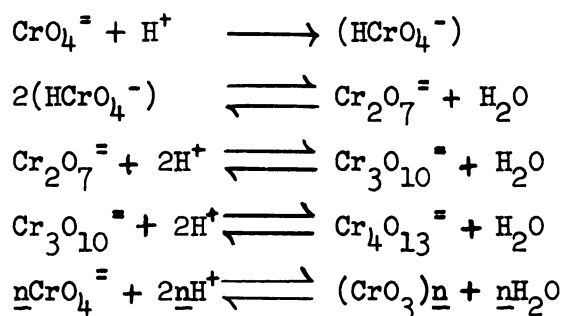 CrO₄⁼ + H⁺ ⟶ (HCrO₄⁻)
2(HCrO₄⁻) ⇌ Cr₂O₇⁼ + H₂O
Cr₂O₇⁼ + 2H⁺ ⇌ Cr₃O₁₀⁼ + H₂O
Cr₃O₁₀⁼ + 2H⁺ ⇌ Cr₄O₁₃⁼ + H₂O
nCrO₄⁼ + 2nH⁺ ⇌ (CrO₃)n + nH₂O